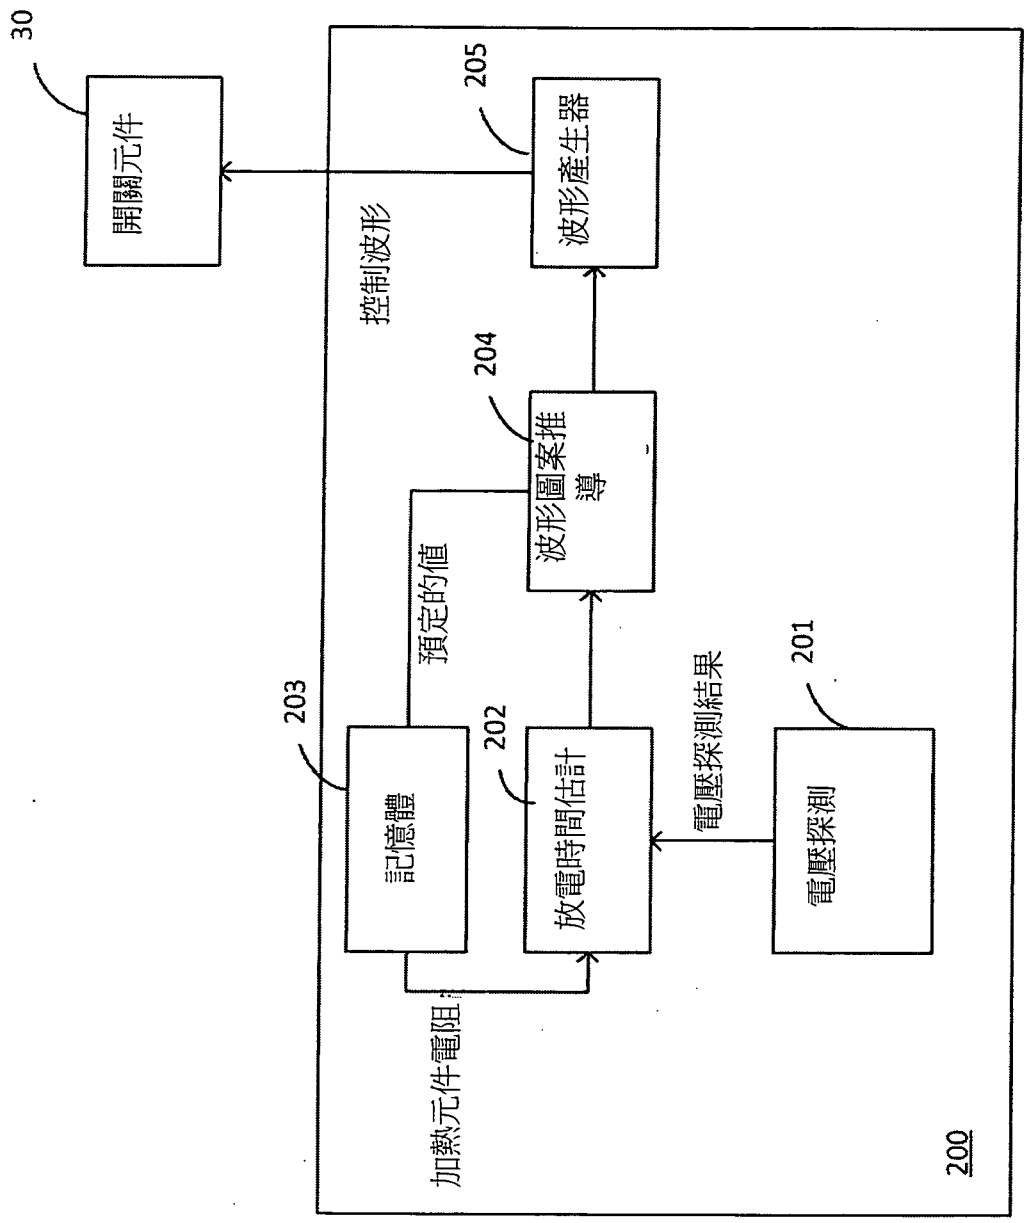 30
開關元件
205
波形產生器
控制波形
204
波形圖案推
導
預定的值
203
記憶體
202
放電時間估計
電壓探測結果
201
電壓探測
加熱元件電阻
200